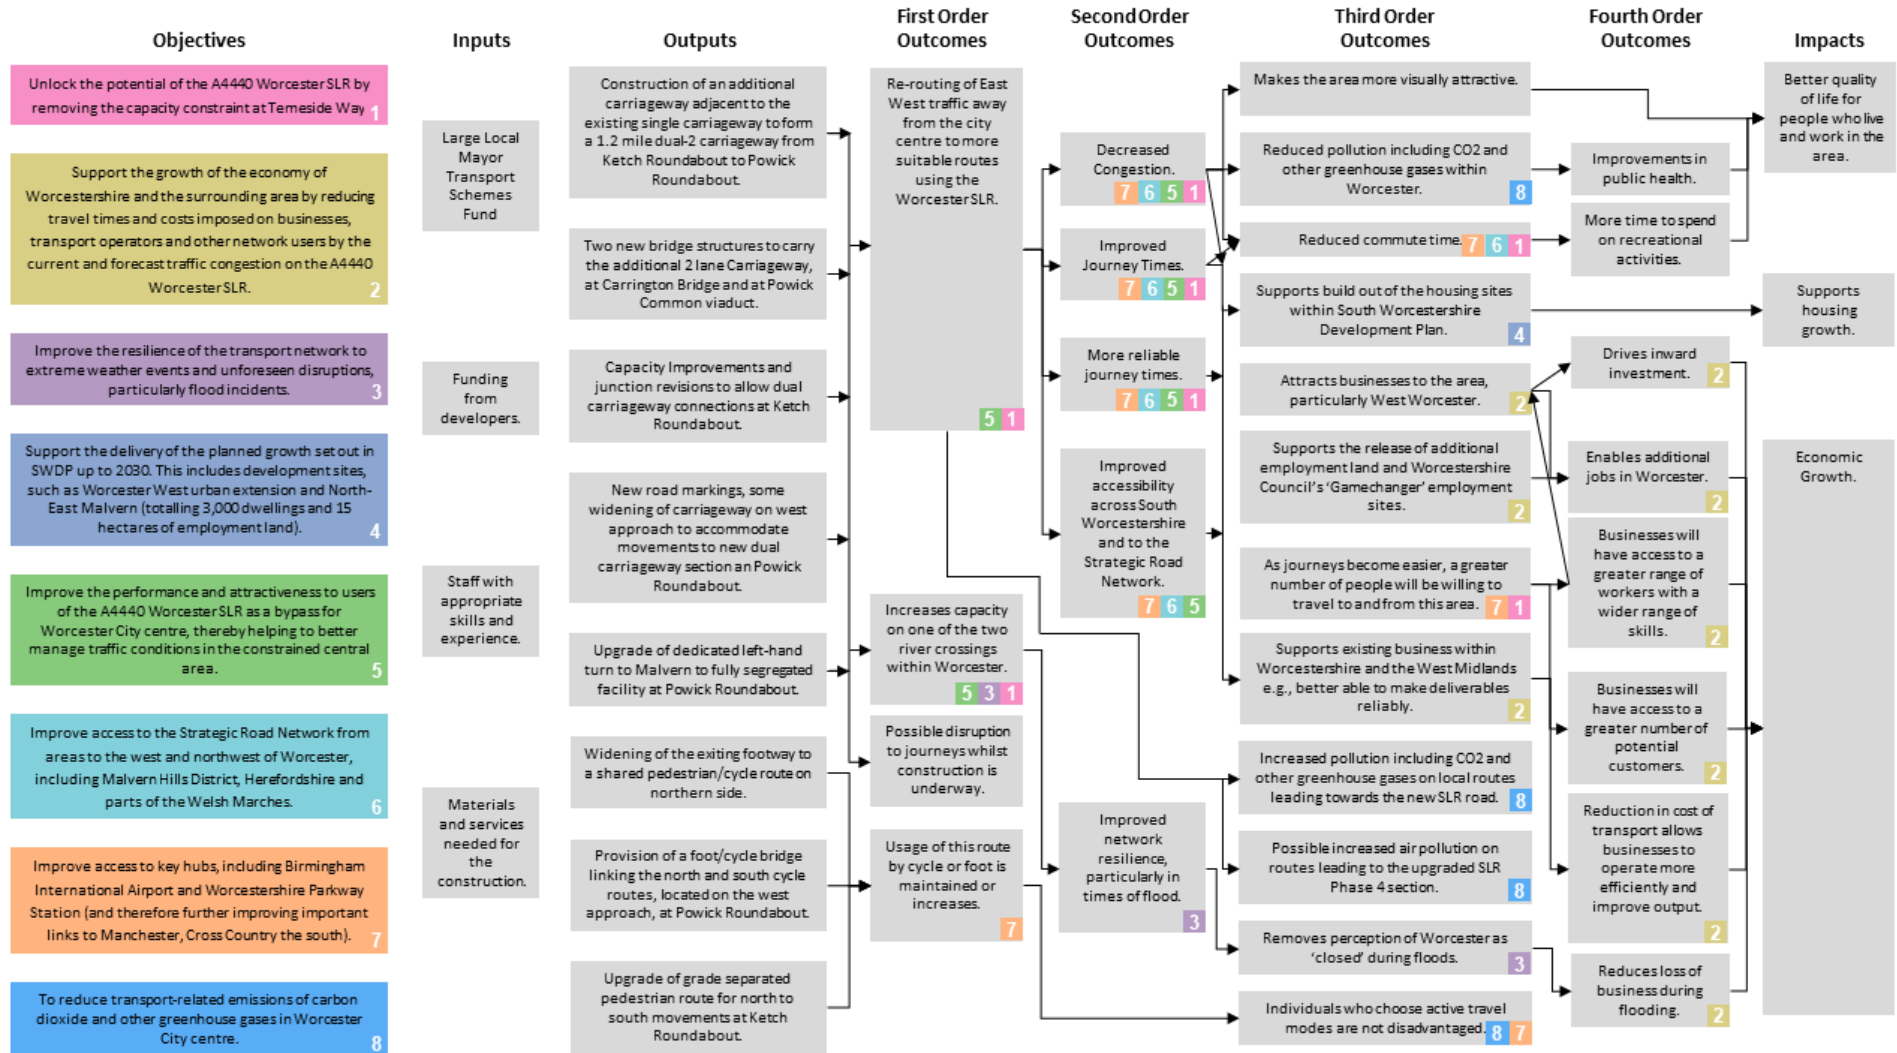 Objectives
Inputs
Outputs
First Order
Outcomes
Second Order
Outcomes
Third Order
Outcomes
Fourth Order
Outcomes
Impacts
Unlock the potential of the A4440 Worcester SLR by
removing the capacity constraint at Temeside Way
1
Support the growth of the economy of
Worcestershire and the surrounding area by reducing
travel times and costs imposed on businesses,
transport operators and other network users by the
current and forecast traffic congestion on the A4440
Worcester SLR.
2
Improve the resilience of the transport network to
extreme weather events and unforeseen disruptions,
particularly flood incidents.
3
Support the delivery of the planned growth set out in
SWDP up to 2030. This includes development sites,
such as Worcester West urban extension and North-
East Malvern (totalling 3,000 dwellings and 15
hectares of employment land).
4
Improve the performance and attractiveness to users
of the A4440 Worcester SLR as a bypass for
Worcester City centre, thereby helping to better
manage traffic conditions in the constrained central
area.
5
Improve access to the Strategic Road Network from
areas to the west and northwest of Worcester,
including Malvern Hills District, Herefordshire and
parts of the Welsh Marches.
6
Improve access to key hubs, including Birmingham
International Airport and Worcestershire Parkway
Station (and therefore further improving important
links to Manchester, Cross Country the south).
7
To reduce transport-related emissions of carbon
dioxide and other greenhouse gases in Worcester
City centre.
8
Large Local
Mayor
Transport
Schemes
Fund
Funding
from
developers.
Staff with
appropriate
skills and
experience.
Materials
and services
needed for
the
construction.
Construction of an additional
carriageway adjacent to the
existing single carriageway to form
a 1.2 mile dual-2 carriageway from
Ketch Roundabout to Powick
Roundabout.
Two new bridge structures to carry
the additional 2 lane Carriageway,
at Carrington Bridge and at Powick
Common viaduct.
Capacity Improvements and
junction revisions to allow dual
carriageway connections at Ketch
Roundabout.
New road markings, some
widening of carriageway on west
approach to accommodate
movements to new dual
carriageway section an Powick
Roundabout.
Upgrade of dedicated left-hand
turn to Malvern to fully segregated
facility at Powick Roundabout.
Widening of the exiting footway to
a shared pedestrian/cycle route on
northern side.
Provision of a foot/cycle bridge
linking the north and south cycle
routes, located on the west
approach, at Powick Roundabout.
Upgrade of grade separated
pedestrian route for north to
south movements at Ketch
Roundabout.
Re-routing of East
West traffic away
from the city
centre to more
suitable routes
using the
Worcester SLR.
5 1
Increases capacity
on one of the two
river crossings
within Worcester.
5 3 1
Possible disruption
to journeys whilst
construction is
underway.
Usage of this route
by cycle or foot is
maintained or
increases.
7
Decreased
Congestion.
7 6 5 1
Improved
Journey Times.
7 6 5 1
More reliable
journey times.
7 6 5 1
Improved
accessibility
across South
Worcestershire
and to the
Strategic Road
Network.
7 6 5
Improved
network
resilience,
particularly in
times of flood.
3
Makes the area more visually attractive.
Reduced pollution including CO2 and
other greenhouse gases within
Worcester.
8
Reduced commute time.
7 6 1
Supports build out of the housing sites
within South Worcestershire
Development Plan.
4
Attracts businesses to the area,
particularly West Worcester.
2
Supports the release of additional
employment land and Worcestershire
Council's 'Gamechanger' employment
sites.
2
As journeys become easier, a greater
number of people will be willing to
travel to and from this area.
7 1
Supports existing business within
Worcestershire and the West Midlands
e.g., better able to make deliverables
reliably.
2
Increased pollution including CO2 and
other greenhouse gases on local routes
leading towards the new SLR road.
8
Possible increased air pollution on
routes leading to the upgraded SLR
Phase 4 section.
8
Removes perception of Worcester as
'closed' during floods.
3
Individuals who choose active travel
modes are not disadvantaged.
8 7
Improvements in
public health.
More time to spend
on recreational
activities.
Drives inward
investment.
2
Enables additional
jobs in Worcester.
2
Businesses will
have access to a
greater range of
workers with a
wider range of
skills.
2
Businesses will
have access to a
greater number of
potential
customers.
2
Reduction in cost of
transport allows
businesses to
operate more
efficiently and
improve output.
2
Reduces loss of
business during
flooding.
2
Better quality
of life for
people who live
and work in the
area.
Supports
housing
growth.
Economic
Growth.